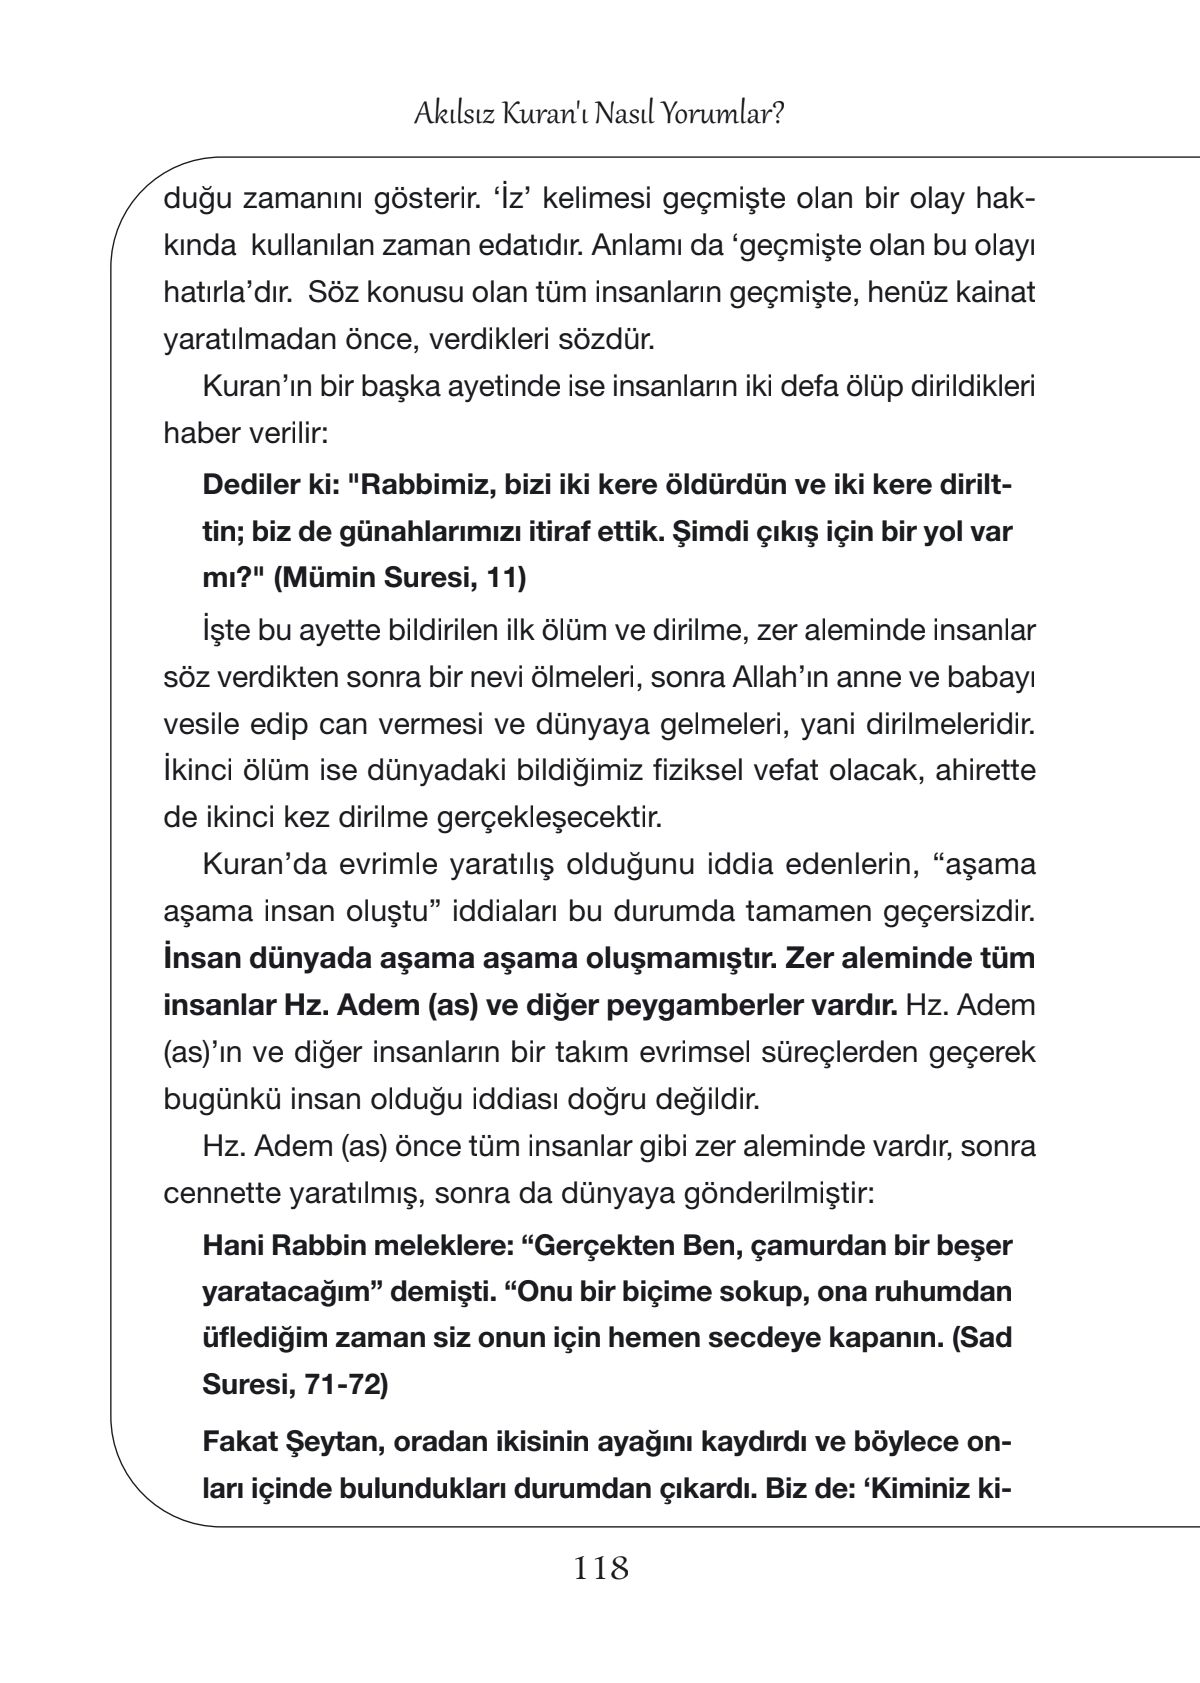 Akılsız Kuran'ı Nasıl Yorumlar?
duğu zamanını gösterir. ‘İz’ kelimesi geçmişte olan bir olay hak-
kında kullanılan zaman edatıdır. Anlamı da ‘geçmişte olan bu olayı
hatırla’dır. Söz konusu olan tüm insanların geçmişte, henüz kainat
yaratılmadan önce, verdikleri sözdür.
Kuran’ın bir başka ayetinde ise insanların iki defa ölüp dirildikleri
haber verilir:
Dediler ki: "Rabbimiz, bizi iki kere öldürdün ve iki kere dirilt-
tin; biz de günahlarımızı itiraf ettik. Şimdi çıkış için bir yol var
mı?" (Mümin Suresi, 11)
İşte bu ayette bildirilen ilk ölüm ve dirilme, zer aleminde insanlar
söz verdikten sonra bir nevi ölmeleri, sonra Allah’ın anne ve babayı
vesile edip can vermesi ve dünyaya gelmeleri, yani dirilmeleridir.
İkinci ölüm ise dünyadaki bildiğimiz fiziksel vefat olacak, ahirette
de ikinci kez dirilme gerçekleşecektir.
Kuran’da evrimle yaratılış olduğunu iddia edenlerin, “aşama
aşama insan oluştu” iddiaları bu durumda tamamen geçersizdir.
İnsan dünyada aşama aşama oluşmamıştır. Zer aleminde tüm
insanlar Hz. Adem (as) ve diğer peygamberler vardır. Hz. Adem
(as)’ın ve diğer insanların bir takım evrimsel süreçlerden geçerek
bugünkü insan olduğu iddiası doğru değildir.
Hz. Adem (as) önce tüm insanlar gibi zer aleminde vardır, sonra
cennette yaratılmış, sonra da dünyaya gönderilmiştir:
Hani Rabbin meleklere: “Gerçekten Ben, çamurdan bir beşer
yaratacağım” demişti. “Onu bir biçime sokup, ona ruhumdan
üflediğim zaman siz onun için hemen secdeye kapanın. (Sad
Suresi, 71-72)
Fakat Şeytan, oradan ikisinin ayağını kaydırdı ve böylece on-
ları içinde bulundukları durumdan çıkardı. Biz de: ‘Kiminiz ki-
118